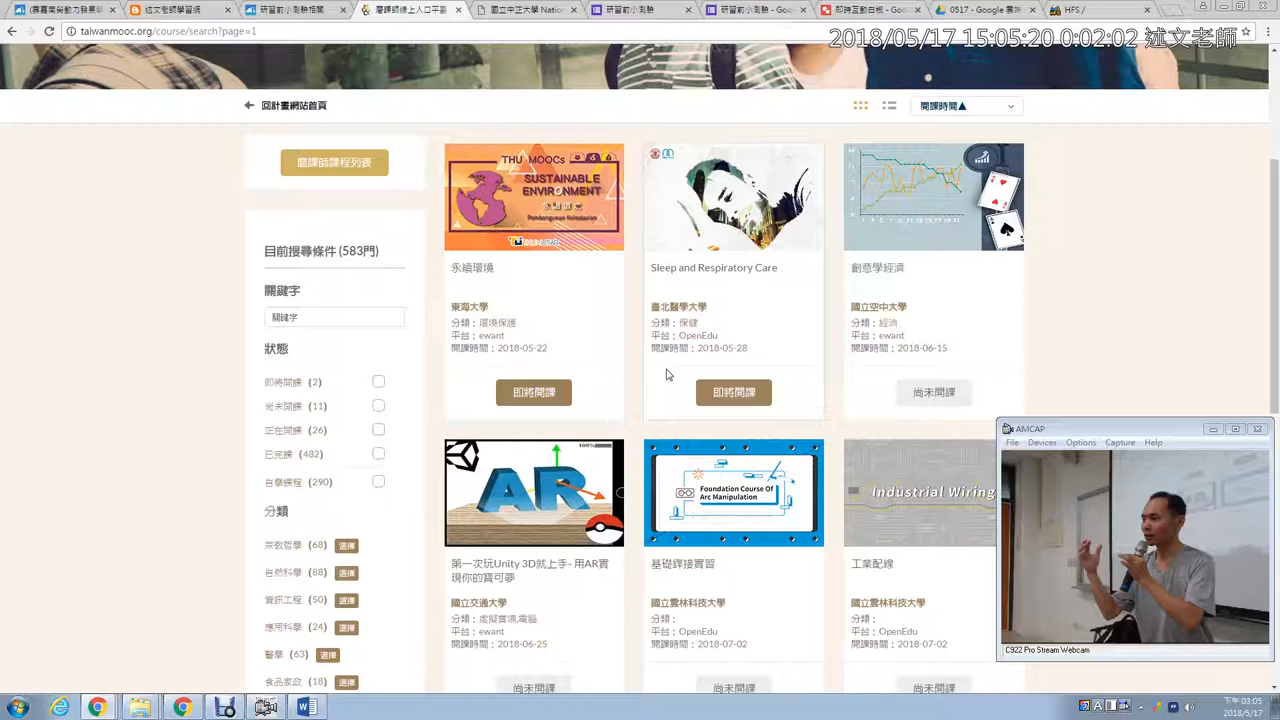 taiwanmooc.org/course/search?page=1
2018/05/17 15:05:20 0:02:02 述文老師
回計畫網站首頁
開課時間▲
磨課師課程列表
目前搜尋條件 (583門)
關鍵字
關鍵字
狀態
即將開課 (2)
尚未開課 (11)
正在開課 (26)
已完課 (482)
自學課程 (290)
分類
宗教哲學 (68) 選擇
自然科學 (88) 選擇
資訊工程 (50) 選擇
應用科學 (24) 選擇
醫學 (63) 選擇
食品家政 (18) 選擇
THU MOOCs
SUSTAINABLE
ENVIRONMENT
永續環境
Pembangunan Kelestarian
永續環境
東海大學
分類：環境保護
平台：ewant
開課時間：2018-05-22
即將開課
Sleep and Respiratory Care
臺北醫學大學
分類：保健
平台：OpenEdu
開課時間：2018-05-28
即將開課
創意學經濟
國立空中大學
分類：經濟
平台：ewant
開課時間：2018-06-15
尚未開課
100%
AR
第一次玩Unity 3D就上手- 用AR實
現你的寶可夢
國立交通大學
分類：虛擬實境,電腦
平台：ewant
開課時間：2018-06-25
尚未開課
Foundation Course Of
Arc Manipulation
基礎銲接實習
國立雲林科技大學
分類：
平台：OpenEdu
開課時間：2018-07-02
尚未開課
Industrial Wiring
工業配線
國立雲林科技大學
分類：
平台：OpenEdu
開課時間：2018-07-02
尚未開課
AMCAP
File Devices Options Capture Help
C922 Pro Stream Webcam
下午 03:05
2018/5/17